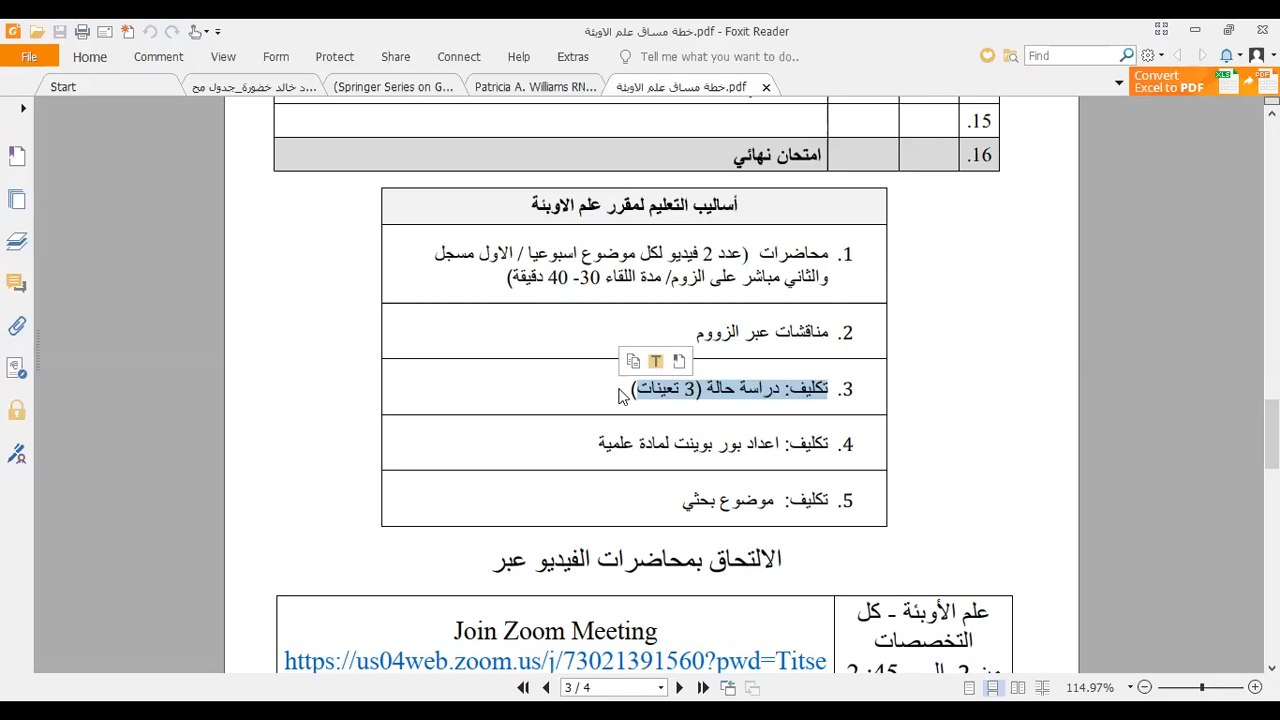 خطة مساق علم الاوبئة.pdf - Foxit Reader
File Home Comment View Form Protect Share Connect Help Extras Tell me what you want to do.. Find
Start د خالد خضورة_جدول مح... (Springer Series on G... Patricia A. Williams RN... خطة مساق علم الاوبئة.pdf
Convert
Excel to PDF
.15
.16 امتحان نهائي
أساليب التعليم لمقرر علم الاوبئة
.1 محاضرات (عدد 2 فيديو لكل موضوع اسبوعيا / الاول مسجل
والثاني مباشر على الزوم/ مدة اللقاء 30- 40 دقيقة)
.2 مناقشات عبر الزووم
.3 تكليف: دراسة حالة (3 تعينات)
.4 تكليف: اعداد بور بوينت لمادة علمية
.5 تكليف: موضوع بحثي
الالتحاق بمحاضرات الفيديو عبر
علم الأوبئة - كل
التخصصات
Join Zoom Meeting
https://us04web.zoom.us/j/73021391560?pwd=Titse
3 / 4
114.97%